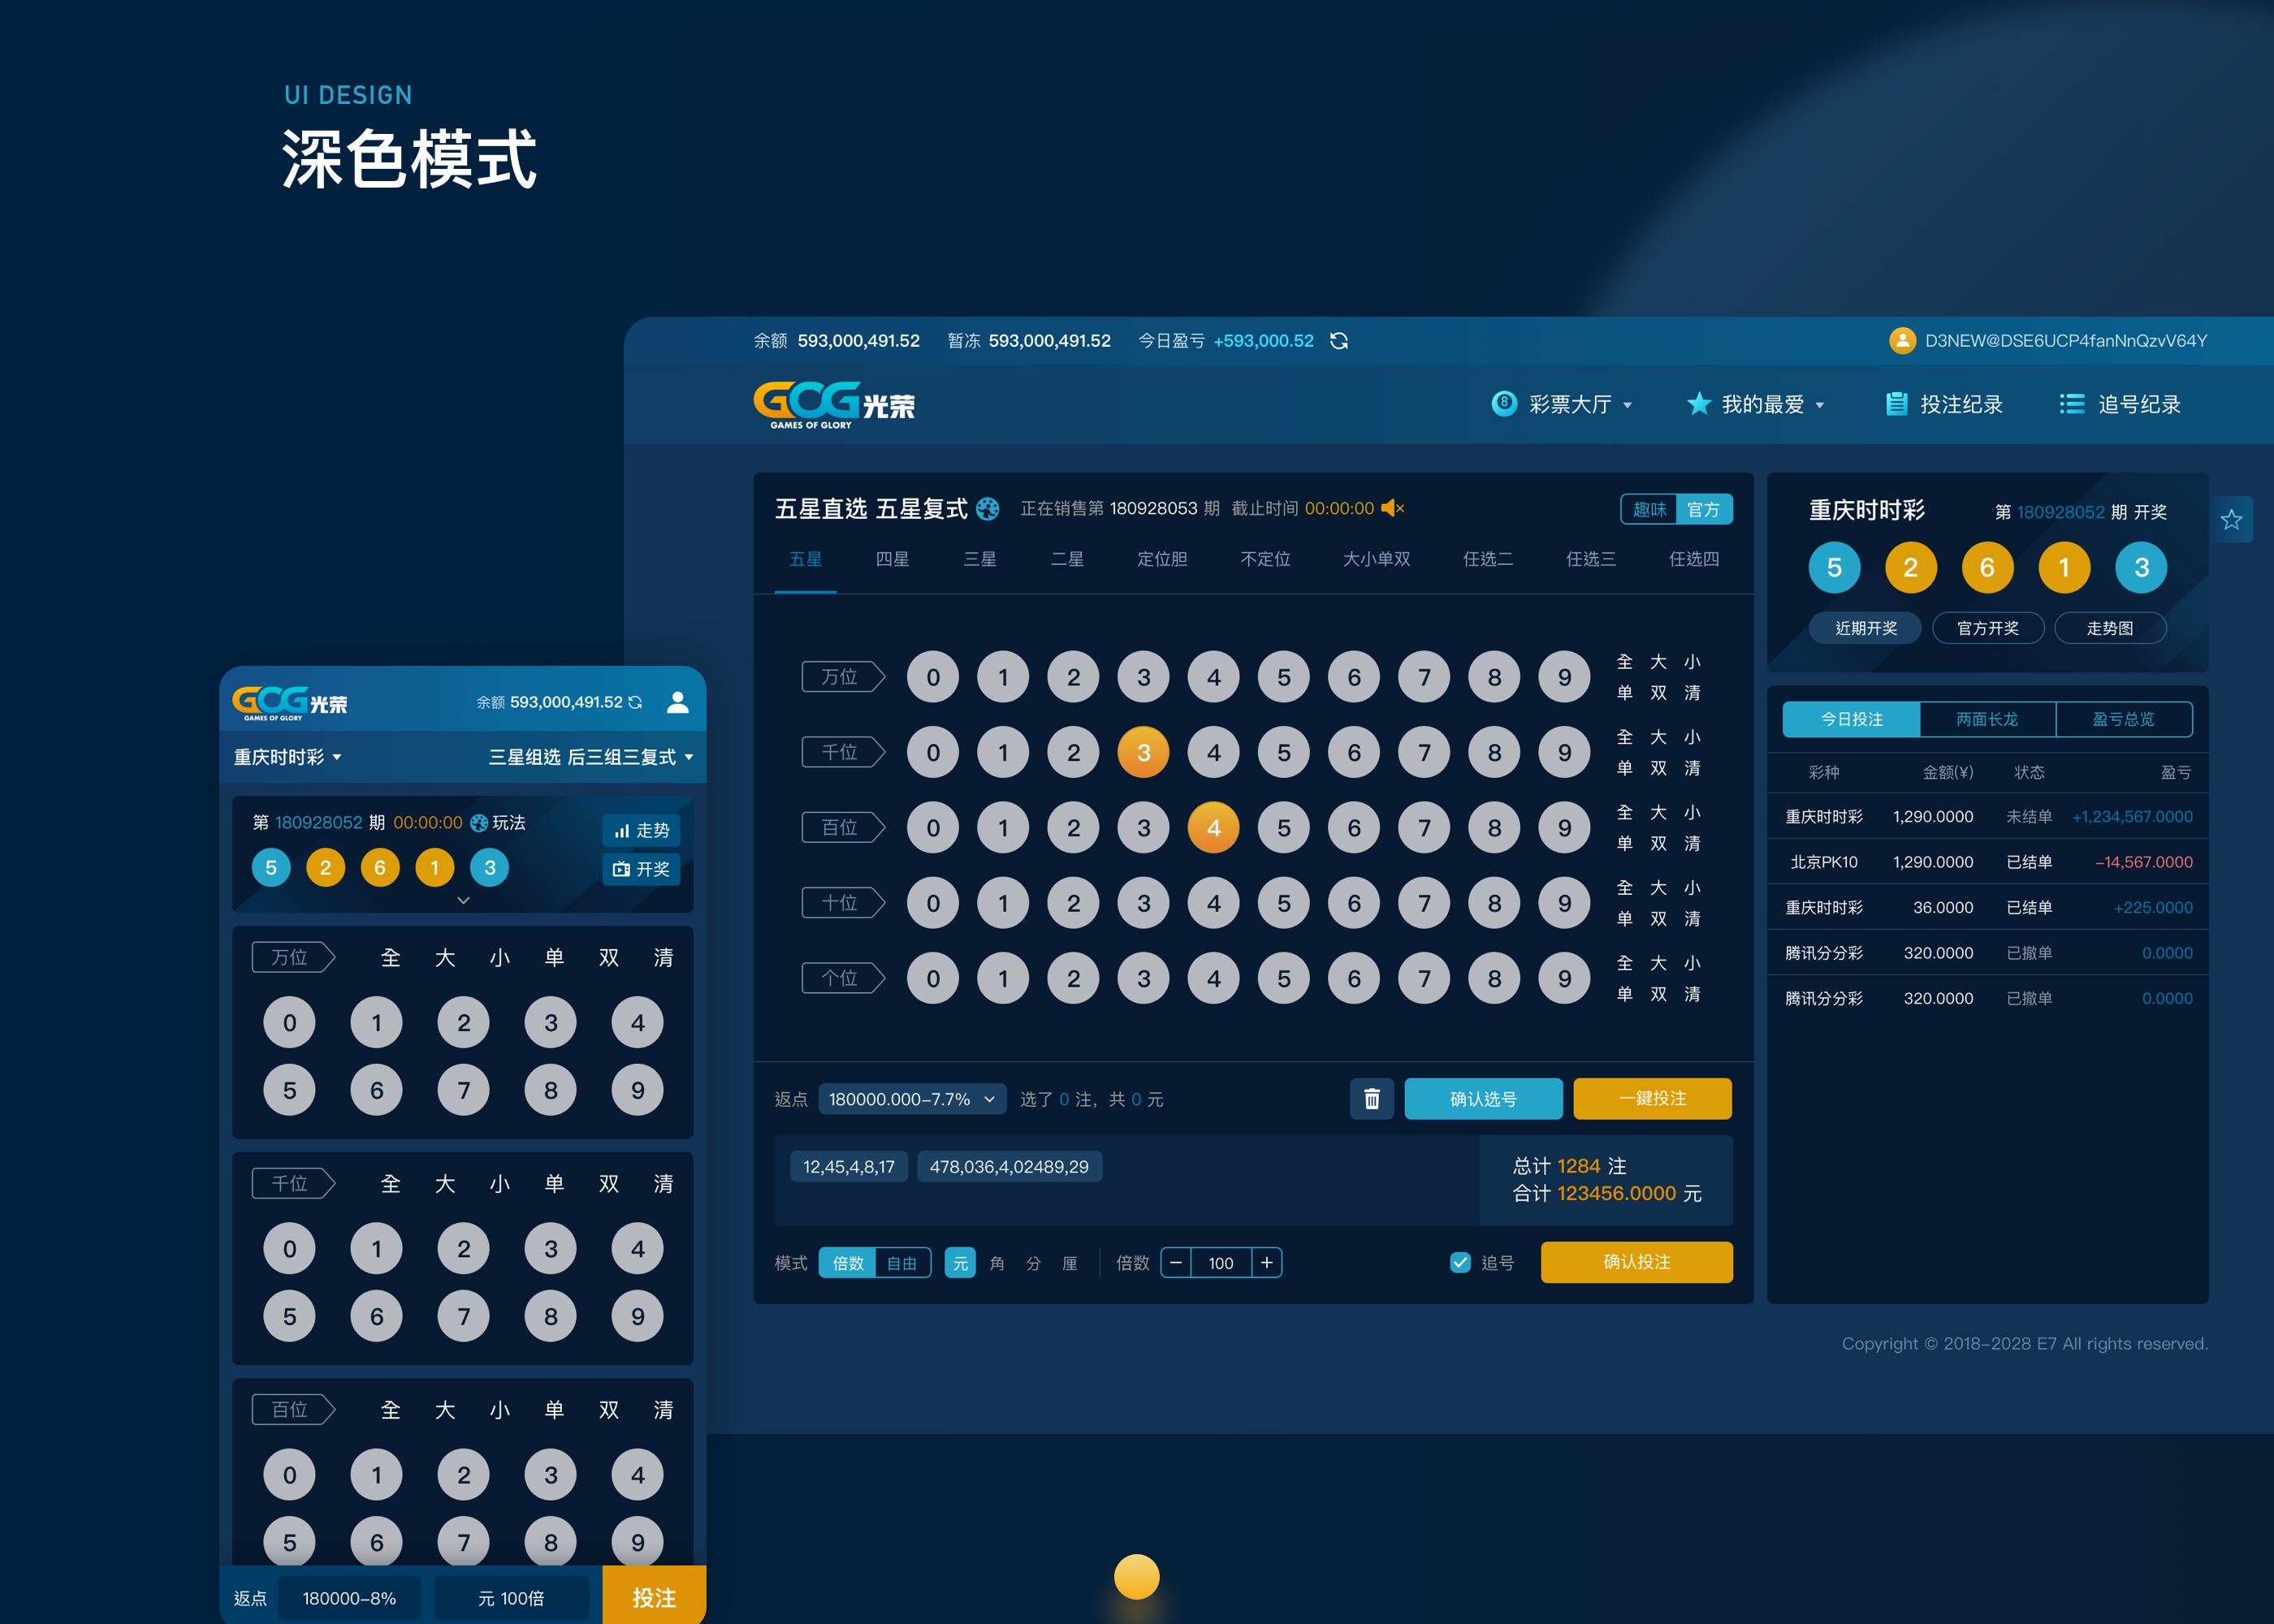 UI DESIGN
深色模式
余额 593,000,491.52 暂冻 593,000,491.52 今日盈亏 +593,000.52
D3NEW@DSE6UCP4fanNnQzvV64Y
GOG光荣
GAMES OF GLORY
8 彩票大厅 我的最爱 投注纪录 追号纪录
五星直选 五星复式 正在销售第 180928053 期 截止时间 00:00:00
趣味 官方
五星 四星 三星 二星 定位胆 不定位 大小单双 任选二 任选三 任选四
万位 0 1 2 3 4 5 6 7 8 9 全 大 小
单 双 清
千位 0 1 2 3 4 5 6 7 8 9 全 大 小
单 双 清
百位 0 1 2 3 4 5 6 7 8 9 全 大 小
单 双 清
十位 0 1 2 3 4 5 6 7 8 9 全 大 小
单 双 清
个位 0 1 2 3 4 5 6 7 8 9 全 大 小
单 双 清
返点 180000.000-7.7% 选了 0 注，共 0 元
确认选号 一鍵投注
12,45,4,8,17 478,036,4,02489,29
总计 1284 注
合计 123456.0000 元
模式 倍数 自由 元 角 分 厘 倍数 − 100 +
追号 确认投注
重庆时时彩 第 180928052 期 开奖
5 2 6 1 3
近期开奖 官方开奖 走势图
今日投注 两面长龙 盈亏总览
彩种 金额(¥) 状态 盈亏
重庆时时彩 1,290.0000 未结单 +1,234,567.0000
北京PK10 1,290.0000 已结单 -14,567.0000
重庆时时彩 36.0000 已结单 +225.0000
腾讯分分彩 320.0000 已撤单 0.0000
腾讯分分彩 320.0000 已撤单 0.0000
Copyright © 2018-2028 E7 All rights reserved.
GOG光荣
GAMES OF GLORY
余额 593,000,491.52
重庆时时彩 三星组选 后三组三复式
第 180928052 期 00:00:00 玩法
走势
5 2 6 1 3
开奖
万位 全 大 小 单 双 清
0 1 2 3 4
5 6 7 8 9
千位 全 大 小 单 双 清
0 1 2 3 4
5 6 7 8 9
百位 全 大 小 单 双 清
0 1 2 3 4
5 6 7 8 9
返点 180000-8% 元 100倍 投注